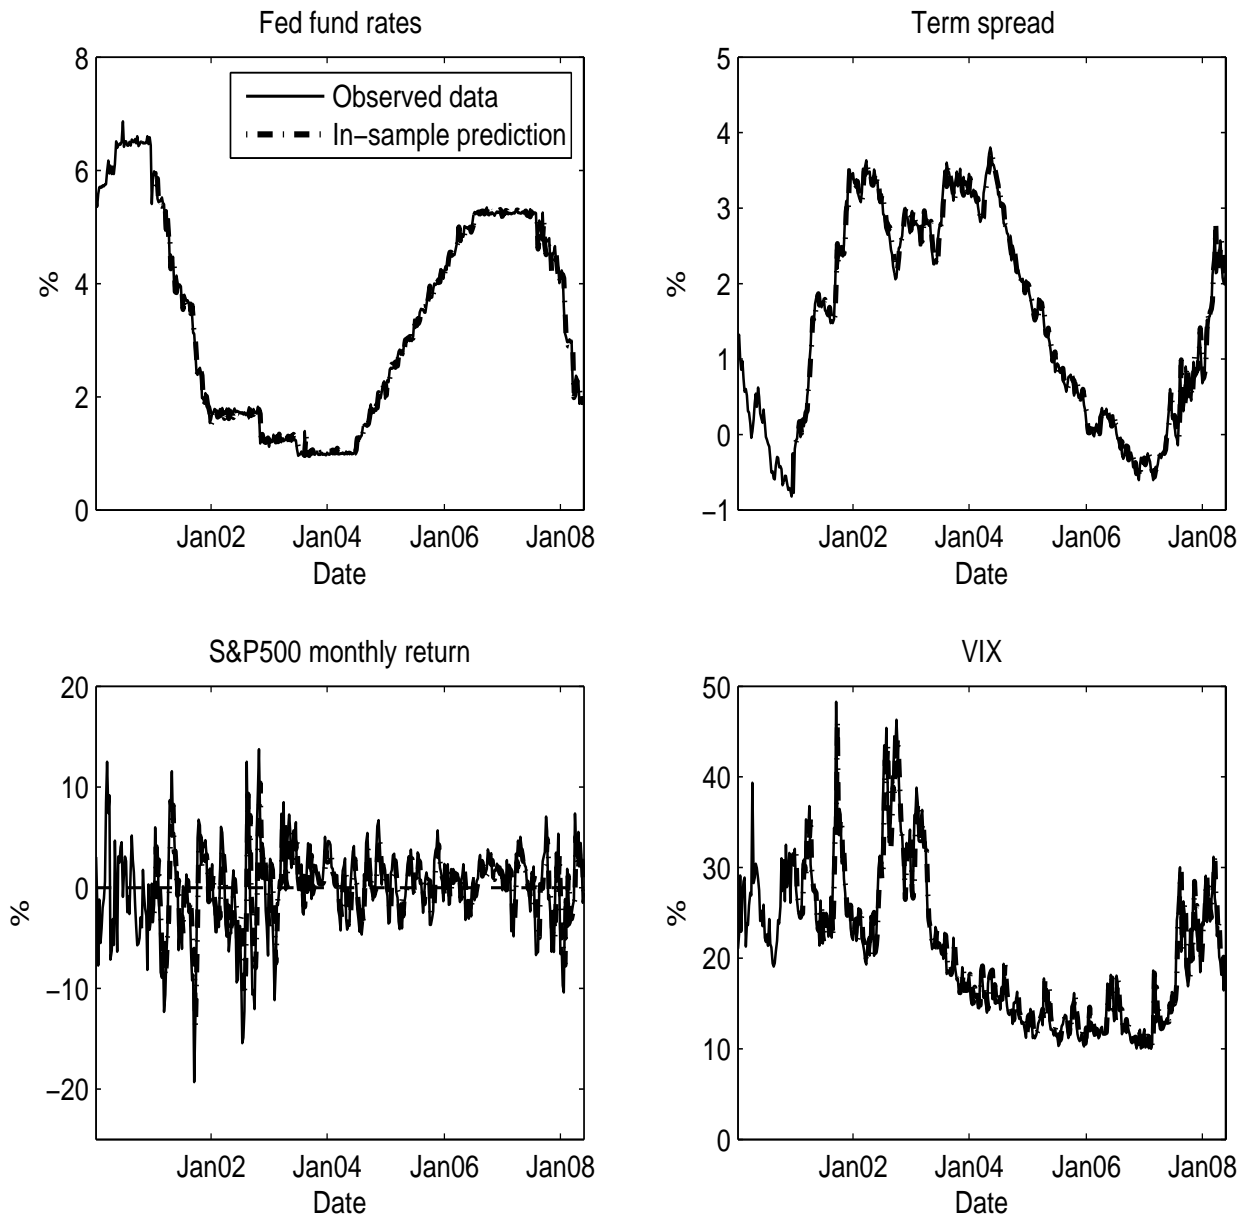 Fed fund rates
8
6
4
2
0
%
Observed data
In-sample prediction
Jan02 Jan04 Jan06 Jan08
Date
Term spread
5
4
3
2
1
0
−1
%
Jan02 Jan04 Jan06 Jan08
Date
S&P500 monthly return
20
10
0
−10
−20
%
Jan02 Jan04 Jan06 Jan08
Date
VIX
50
40
30
20
10
0
%
Jan02 Jan04 Jan06 Jan08
Date